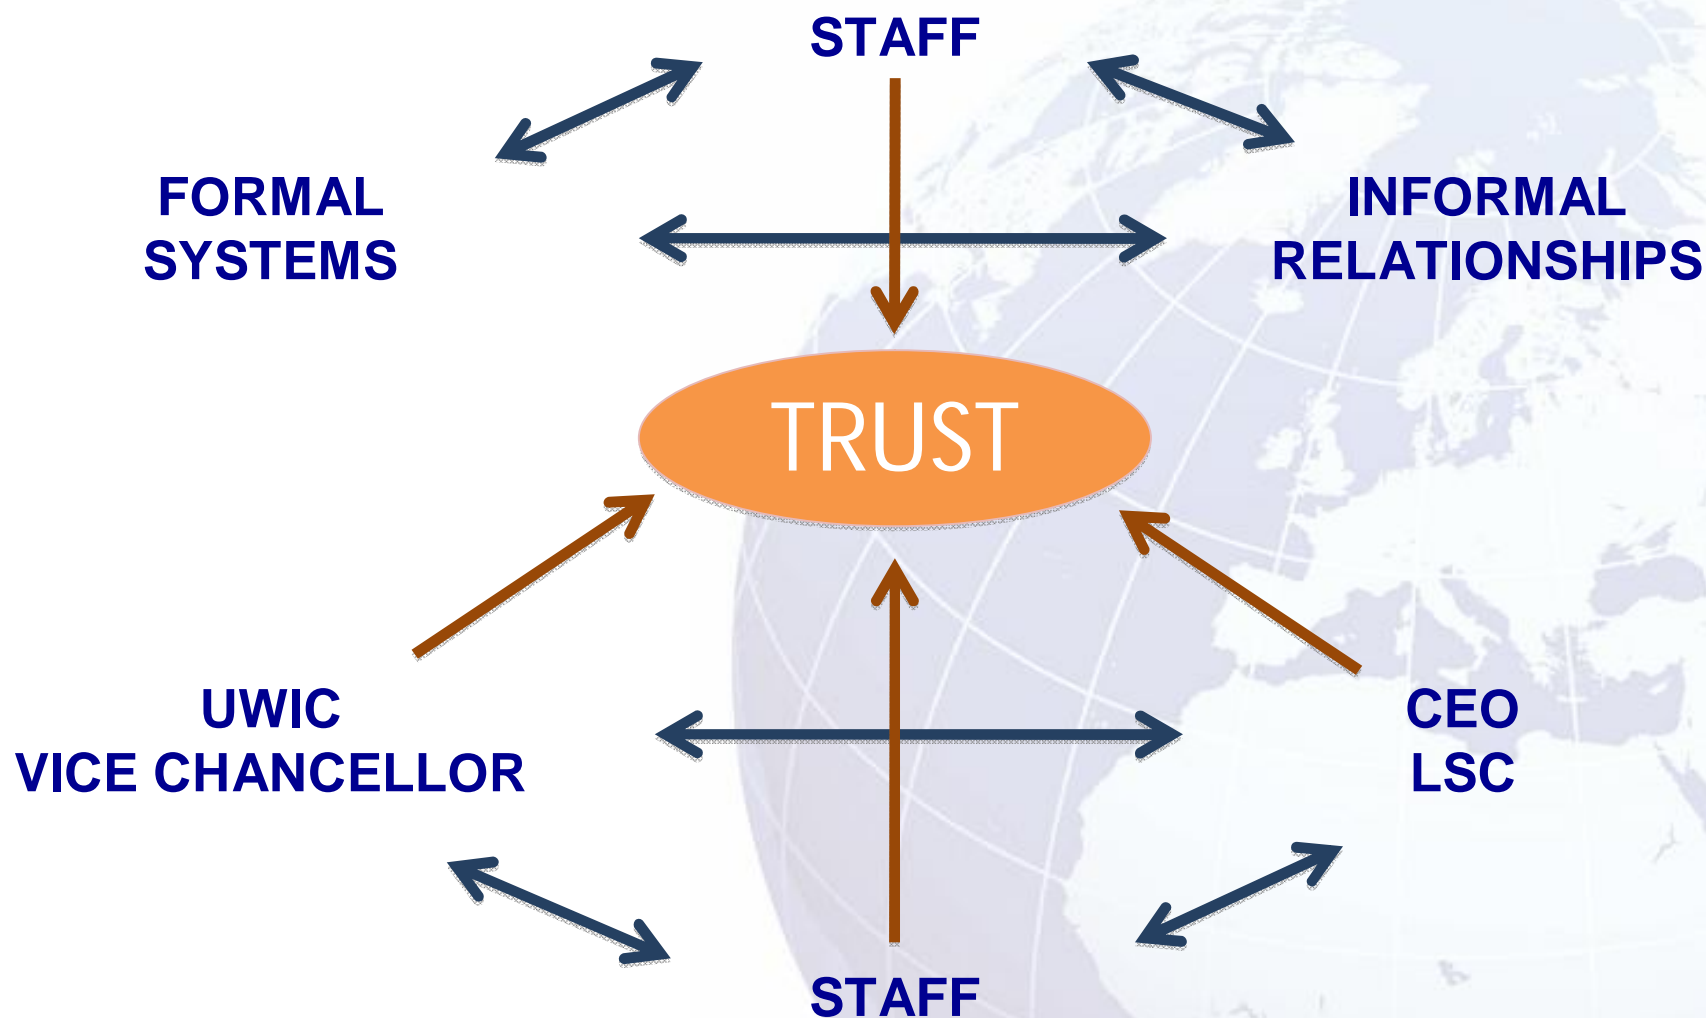 STAFF
FORMAL
SYSTEMS
INFORMAL
RELATIONSHIPS
TRUST
UWIC
VICE CHANCELLOR
CEO
LSC
STAFF